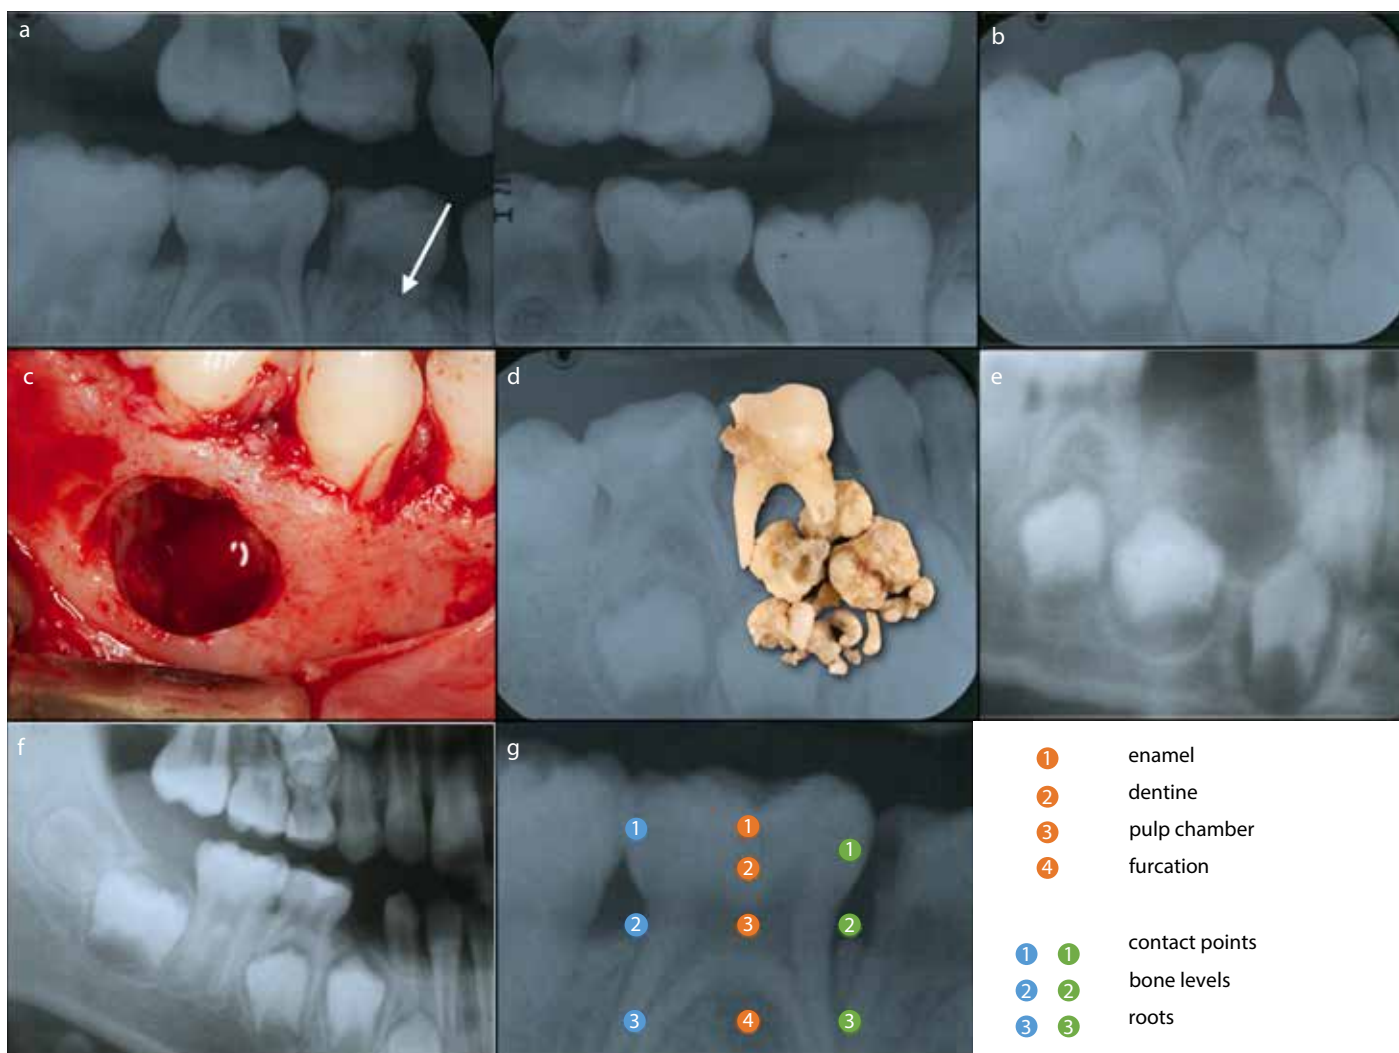 a
b
c
d
e
f
g
1 enamel
2 dentine
3 pulp chamber
4 furcation
1 1 contact points
2 2 bone levels
3 3 roots
1 1 1
2
2 3 2
3 4 3